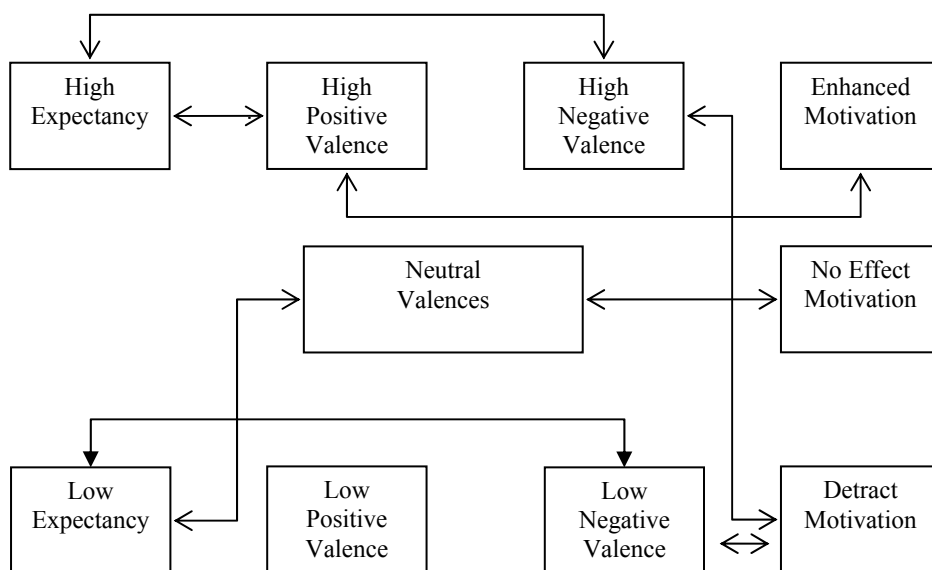 High
Expectancy
High
Positive
Valence
High
Negative
Valence
Enhanced
Motivation
Neutral
Valences
No Effect
Motivation
Low
Expectancy
Low
Positive
Valence
Low
Negative
Valence
Detract
Motivation